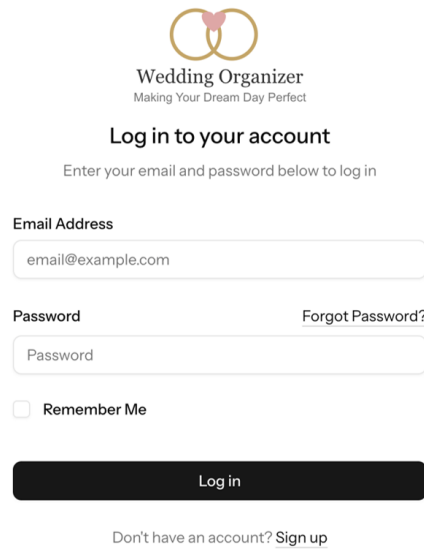 Wedding Organizer
Making Your Dream Day Perfect
Log in to your account
Enter your email and password below to log in
Email Address
email@example.com
Password Forgot Password?
Password
Remember Me
Log in
Don't have an account? Sign up